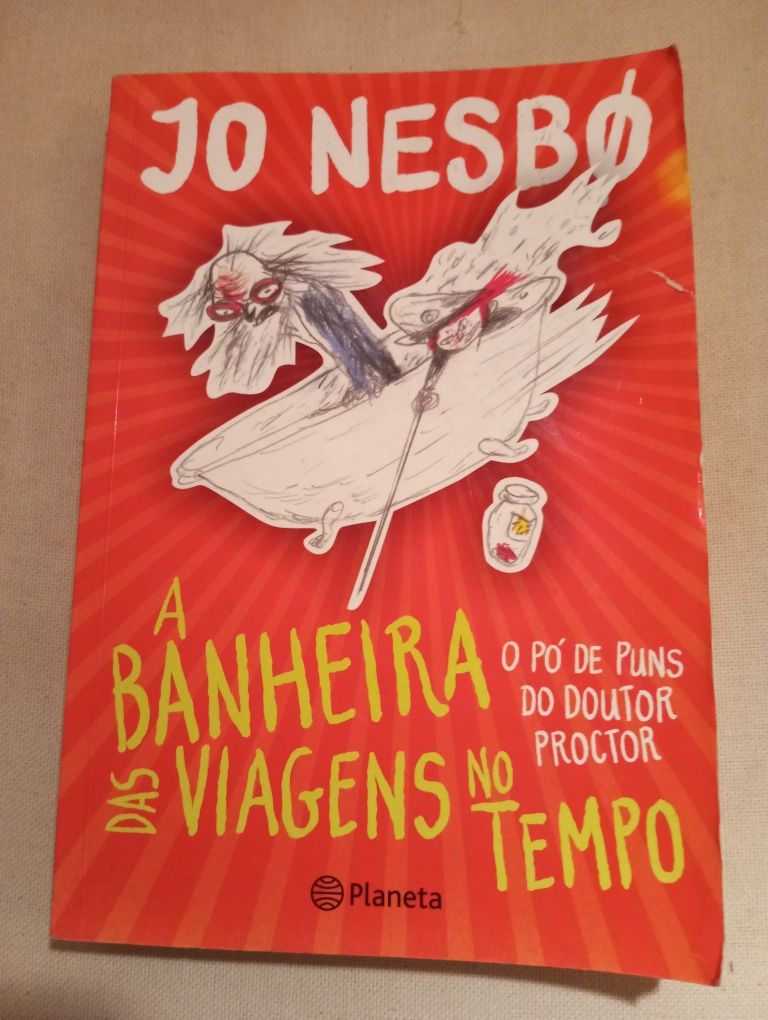 JO NESBØ
A
BANHEIRA
DAS VIAGENS NO
TEMPO
O PÓ DE PUNS
DO DOUTOR
PROCTOR
Planeta